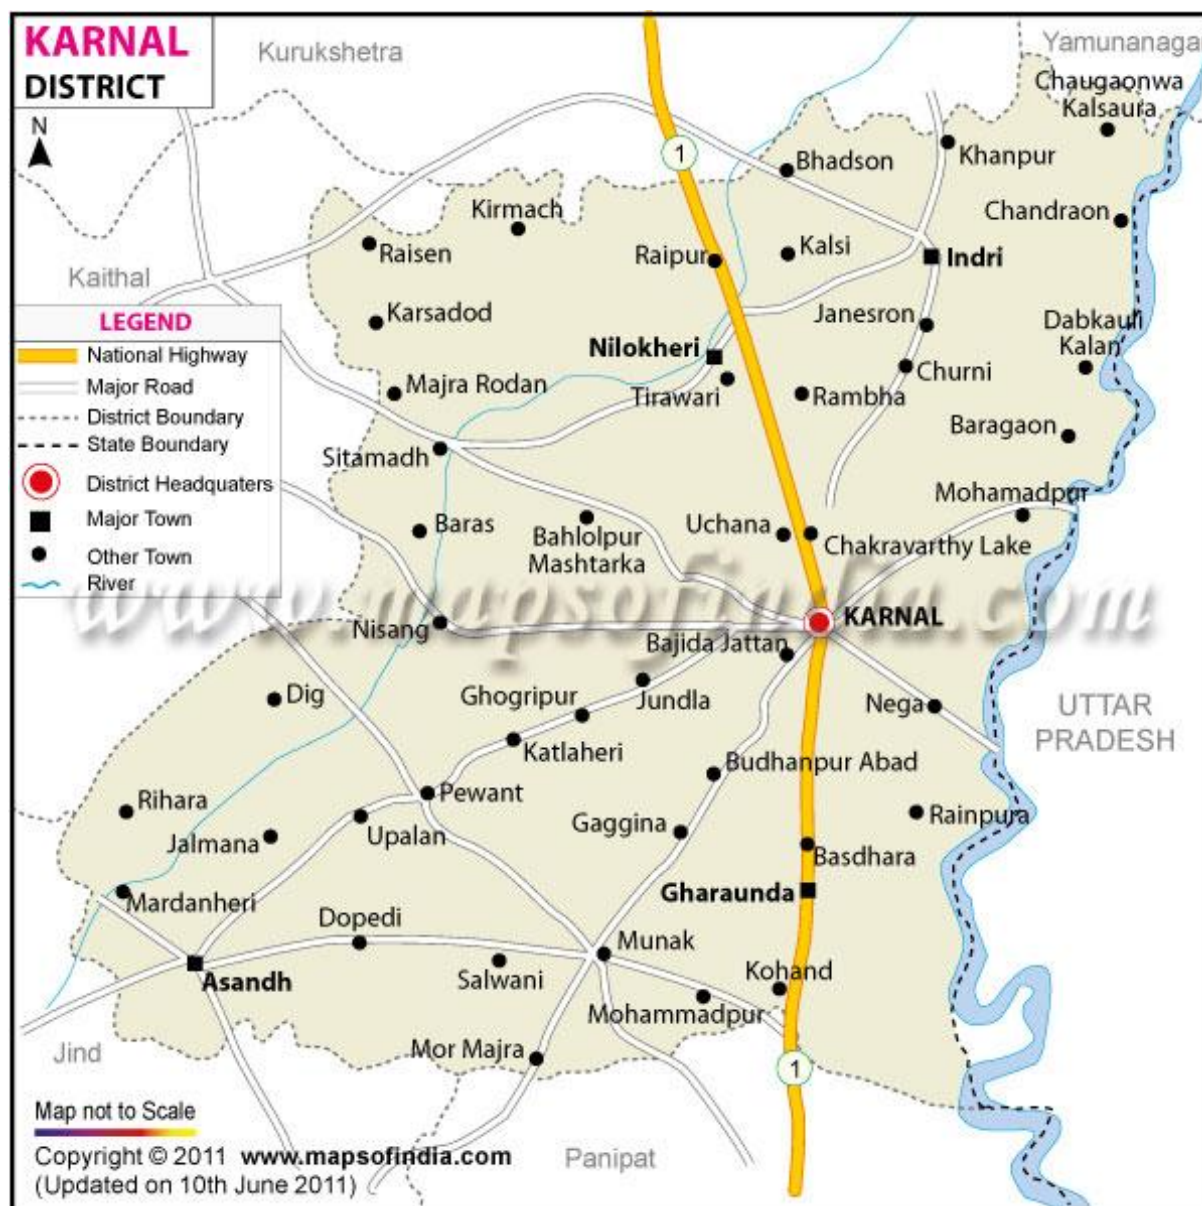 KARNAL
DISTRICT
N
Kurukshetra
Yamunanagar
Chaugaonwa
Kalsaura
1
Bhadson
Khanpur
Kirmach
Chandraon
Raisen
Raipur
Kalsi
Indri
Kaithal
Karsadod
Janesron
Dabkauli
Kalan
LEGEND
National Highway
Major Road
District Boundary
State Boundary
District Headquaters
Major Town
Other Town
River
Nilokheri
Majra Rodan
Tirawari
Rambha
Churni
Baragaon
Sitamadh
Mohamadpur
Baras
Bahlolpur
Mashtarka
Uchana
Chakravarthy Lake
www.mapsofindia.com
Nisang
KARNAL
Bajida Jattan
Dig
Ghogripur
Jundla
Nega
UTTAR
PRADESH
Katlaheri
Budhanpur Abad
Rihara
Pewant
Jalmana
Upalan
Gaggina
Rainpura
Basdhara
Mardanheri
Gharaunda
Dopedi
Munak
Asandh
Salwani
Kohand
Mohammadpur
Jind
Mor Majra
1
Map not to Scale
Copyright © 2011 www.mapsofindia.com
(Updated on 10th June 2011)
Panipat